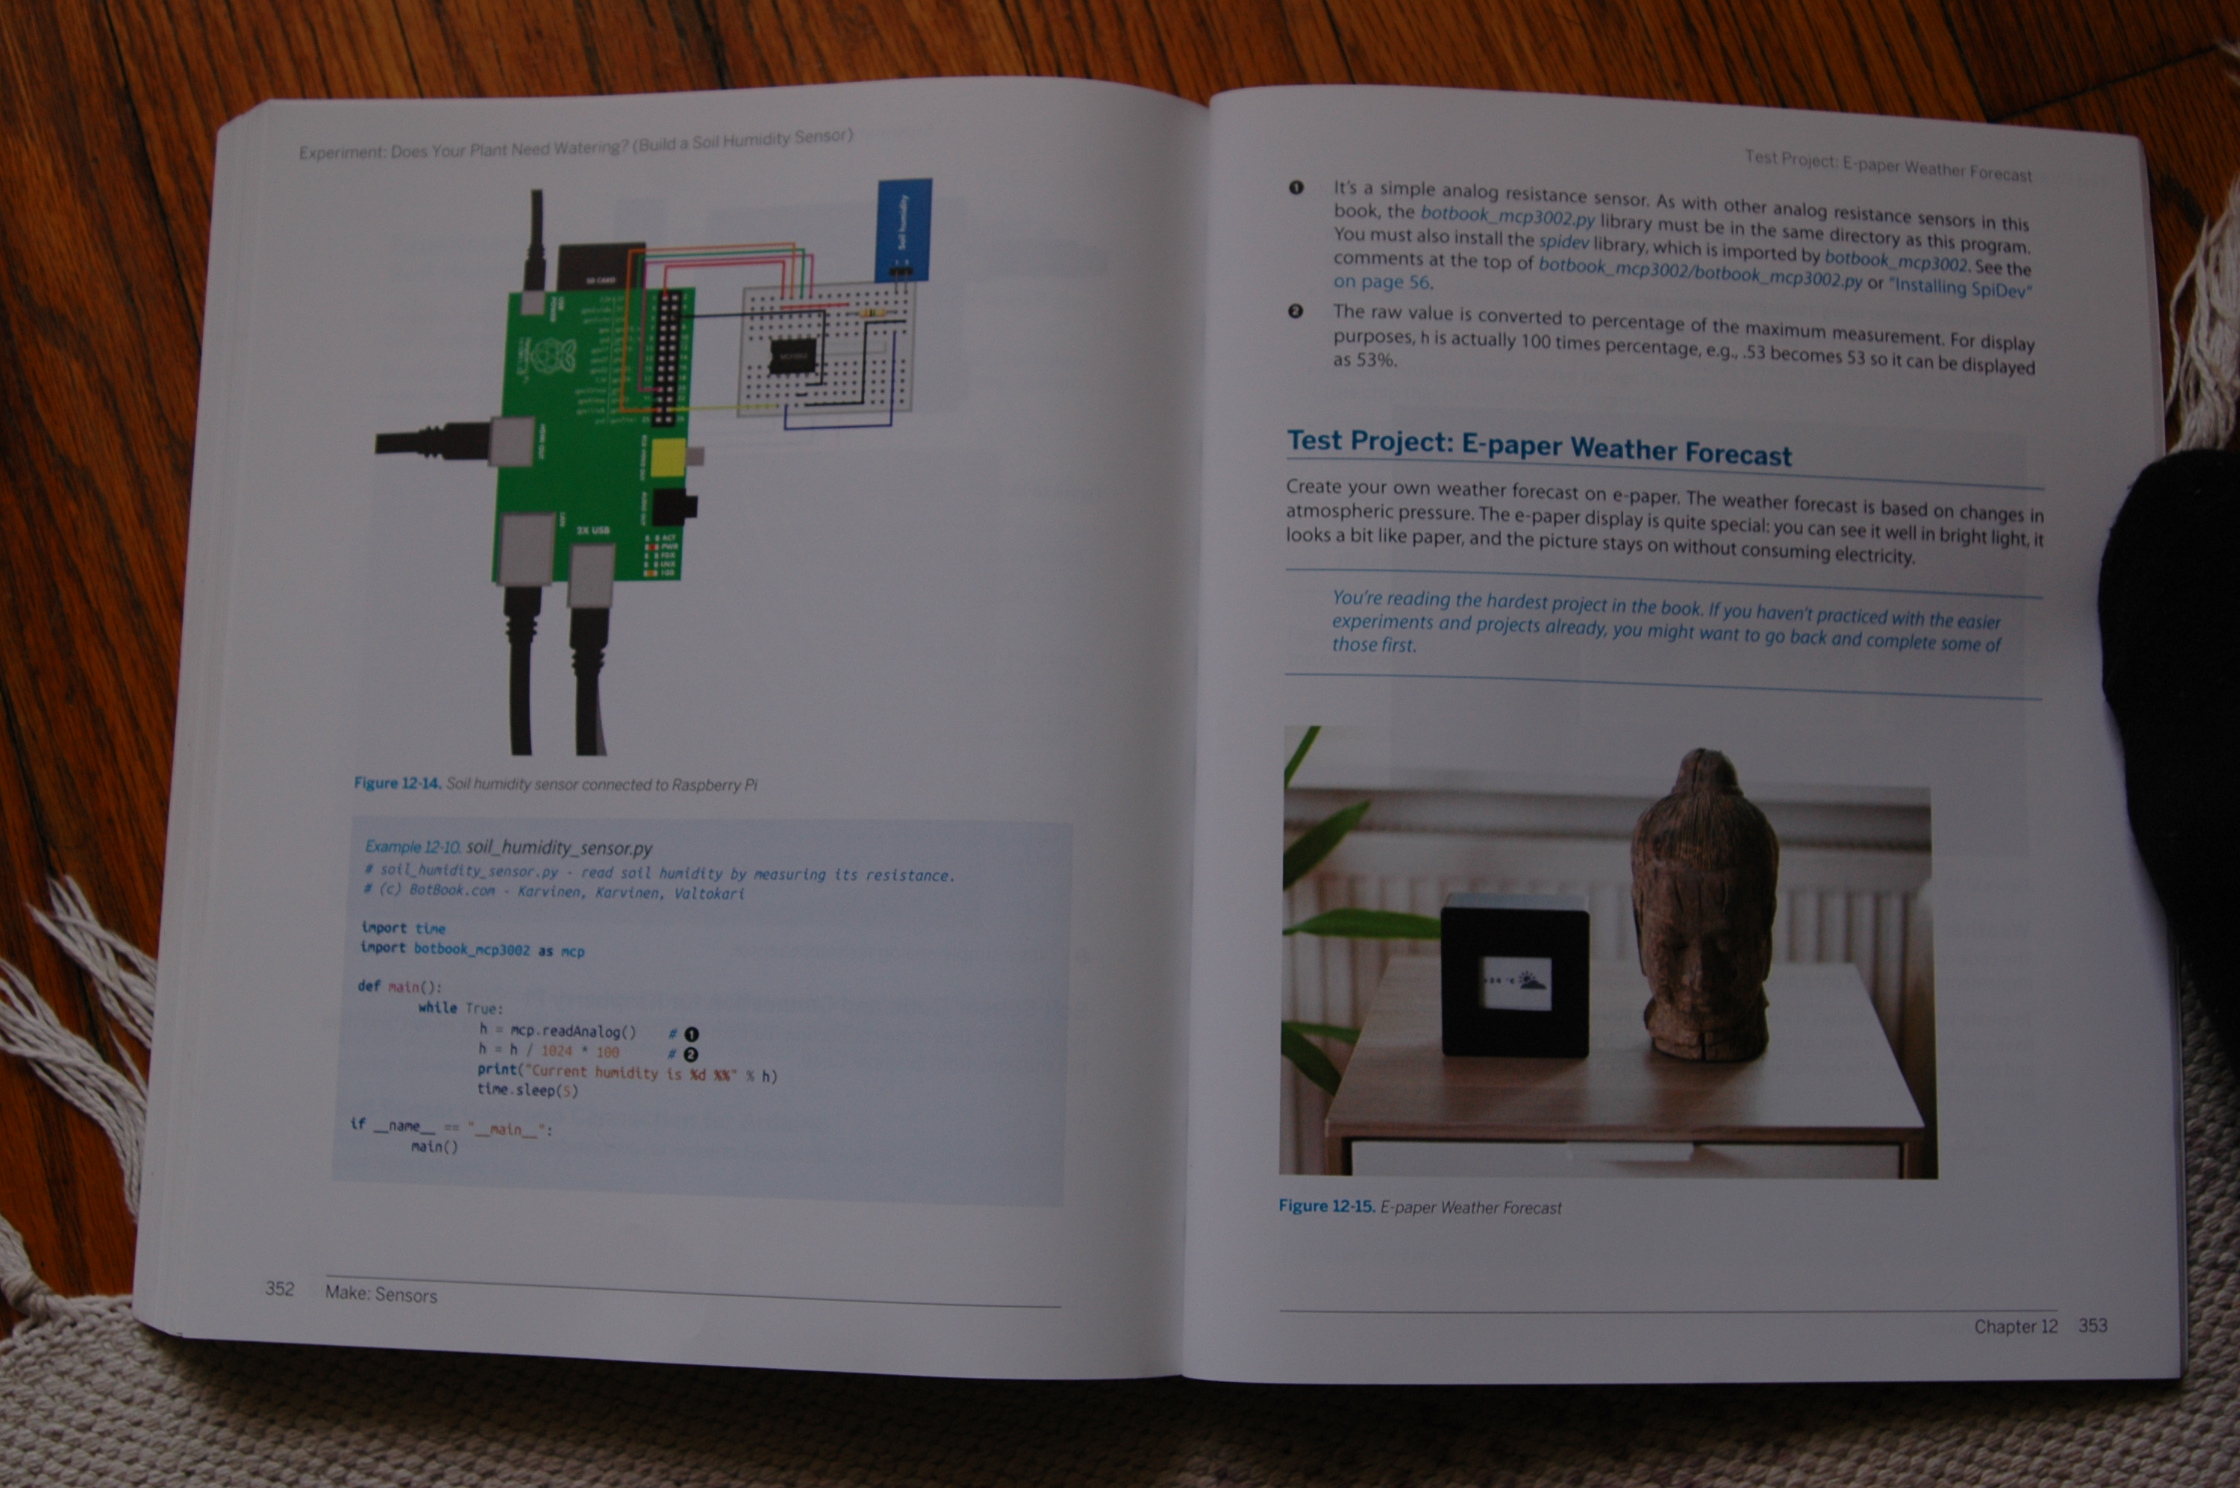 Experiment: Does Your Plant Need Watering? (Build a Soil Humidity Sensor)
Soil humidity
SD CARD
USB
POWER
HDMI OUT
RCA VIDEO OUT
AUDIO OUT
LAN
2X USB
Figure 12-14. Soil humidity sensor connected to Raspberry Pi
Example 12-10. soil_humidity_sensor.py
# soil_humidity_sensor.py - read soil humidity by measuring its resistance.
# (c) BotBook.com - Karvinen, Karvinen, Valtokari
import time
import botbook_mcp3002 as mcp
def main():
while True:
h = mcp.readAnalog() # ❶
h = h / 1024 * 100 # ❷
print("Current humidity is %d %%" % h)
time.sleep(5)
if __name__ == "__main__":
main()
352 Make: Sensors
Test Project: E-paper Weather Forecast
❶ It's a simple analog resistance sensor. As with other analog resistance sensors in this
book, the botbook_mcp3002.py library must be in the same directory as this program.
You must also install the spidev library, which is imported by botbook_mcp3002. See the
comments at the top of botbook_mcp3002/botbook_mcp3002.py or "Installing SpiDev"
on page 56.
❷ The raw value is converted to percentage of the maximum measurement. For display
purposes, h is actually 100 times percentage, e.g., .53 becomes 53 so it can be displayed
as 53%.
Test Project: E-paper Weather Forecast
Create your own weather forecast on e-paper. The weather forecast is based on changes in
atmospheric pressure. The e-paper display is quite special: you can see it well in bright light, it
looks a bit like paper, and the picture stays on without consuming electricity.
You're reading the hardest project in the book. If you haven't practiced with the easier
experiments and projects already, you might want to go back and complete some of
those first.
Figure 12-15. E-paper Weather Forecast
Chapter 12 353